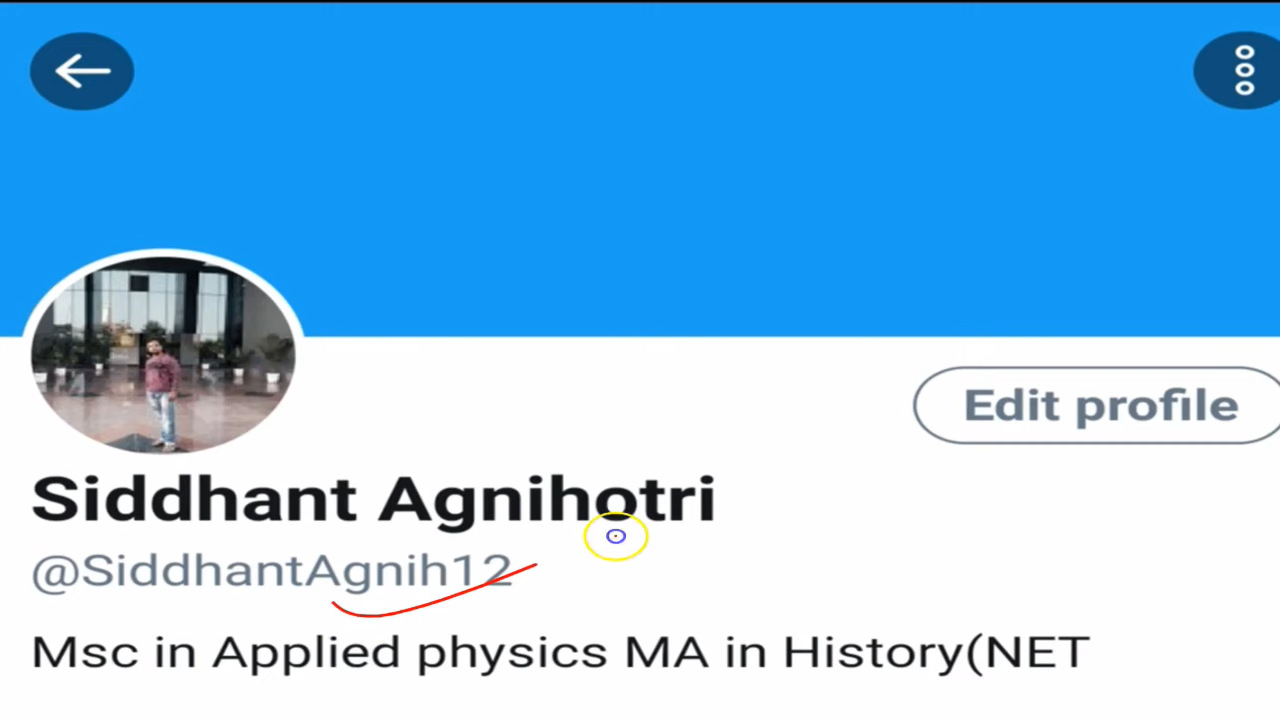 Edit profile
Siddhant Agnihotri
@SiddhantAgnih12
Msc in Applied physics MA in History(NET